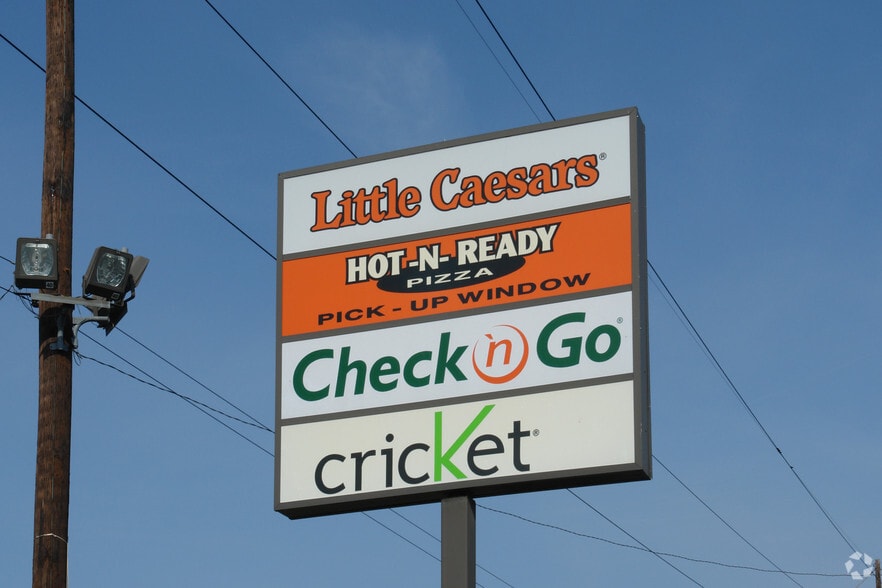 Little Caesars®
HOT-N-READY
PIZZA
PICK-UP WINDOW
Check 'n Go®
cricket®